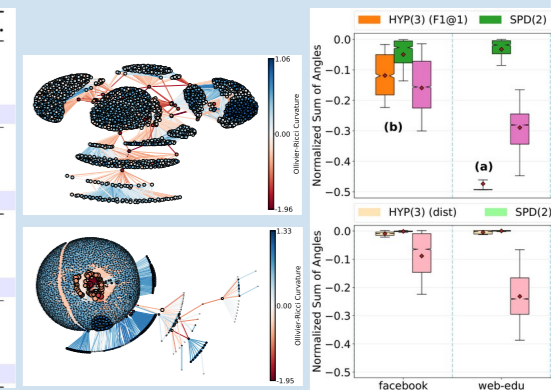 1.06
Ollivier-Ricci Curvature
0.00
-1.96
1.33
Ollivier-Ricci Curvature
0.00
-1.95
HYP(3) (F1@1)
SPD(2)
Normalized Sum of Angles
0.0
−0.1
−0.2
−0.3
−0.4
−0.5
(b)
(a)
HYP(3) (dist)
SPD(2)
Normalized Sum of Angles
0.0
−0.1
−0.2
−0.3
−0.4
−0.5
facebook
web-edu